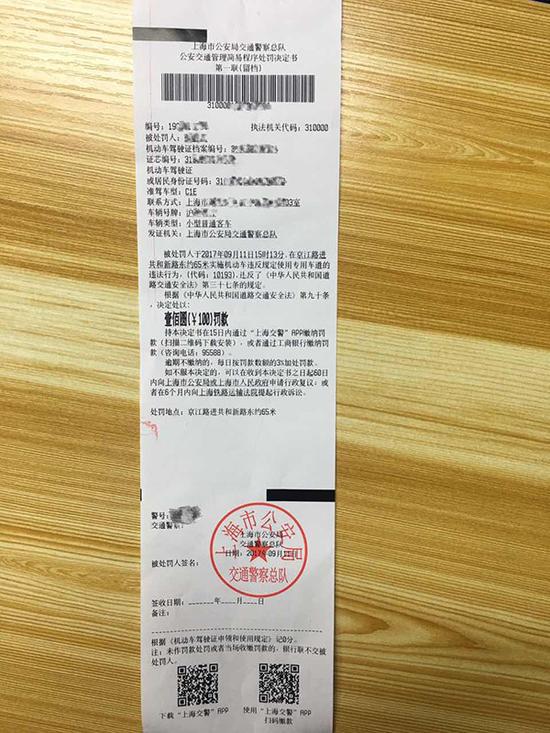 上海市公安局交通警察总队
公安交通管理简易程序处罚决定书
第一联(留档)
310000
编号:19
执法机关代码:310000
被处罚人:
机动车驾驶证档案编号:
证芯编号:31
机动车驾驶证
或居民身份证号码:31
准驾车型:C1E
联系方式:上海市 03室
车辆号牌:沪
车辆类型:小型普通客车
发证机关:上海市公安局交通警察总队
被处罚人于2017年09月11日15时13分,在京江路进
共和新路东约65米实施机动车违反规定使用专用车道的
违法行为,(代码:10193),违反了《中华人民共和国道
路交通安全法》第三十七条的规定。
根据《中华人民共和国道路交通安全法》第九十条
,决定处以:
壹佰圆(¥100)罚款
持本决定书在15日内通过“上海交警”APP缴纳罚
款(扫描二维码下载安装),或者通过工商银行缴纳罚
款(咨询电话:95588)。
逾期不缴纳的,每日按罚款数额的3%加处罚款。
如不服本决定的,可以在收到本决定书之日起60日
内向上海市公安局或上海市人民政府申请行政复议;或
者在6个月内向上海铁路运输法院提起行政诉讼。
处罚地点:京江路进共和新路东约65米
警号:
交通警察:
上海市公安局
交通警察总队
日期:2017年09月11日
上海市公安局
交通警察总队
被处罚人签名:
签收日期:______年____月____日
备注:
根据《机动车驾驶证申领和使用规定》记0分。
注:未作罚款处罚或者当场收缴罚款的,银行联不交被
处罚人。
下载“上海交警”APP
使用“上海交警”APP
扫码缴款